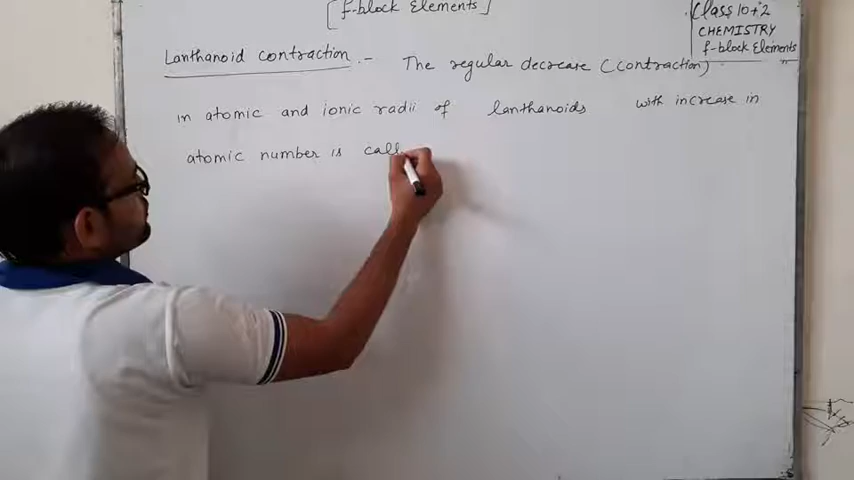 [f-block Elements]
Class 10+2
CHEMISTRY
f-block Elements
Lanthanoid contraction :- The regular decrease (contraction)
in atomic and ionic radii of lanthanoids with increase in
atomic number is call